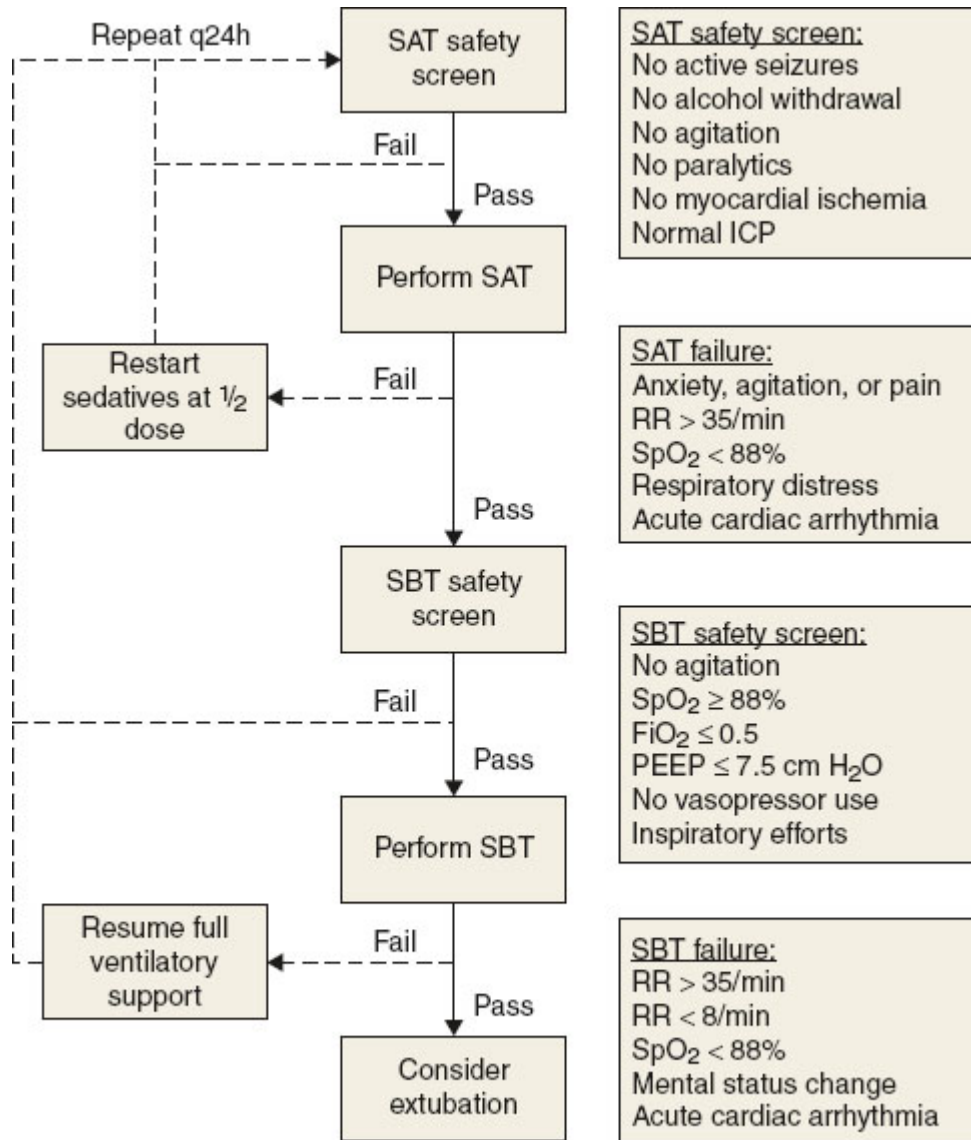 Repeat q24h
SAT safety
screen
Fail
Pass
Perform SAT
Restart
sedatives at 1/2
dose
Fail
Pass
SBT safety
screen
Fail
Pass
Perform SBT
Resume full
ventilatory
support
Fail
Pass
Consider
extubation
SAT safety screen:
No active seizures
No alcohol withdrawal
No agitation
No paralytics
No myocardial ischemia
Normal ICP
SAT failure:
Anxiety, agitation, or pain
RR > 35/min
SpO₂ < 88%
Respiratory distress
Acute cardiac arrhythmia
SBT safety screen:
No agitation
SpO₂ ≥ 88%
FiO₂ ≤ 0.5
PEEP ≤ 7.5 cm H₂O
No vasopressor use
Inspiratory efforts
SBT failure:
RR > 35/min
RR < 8/min
SpO₂ < 88%
Mental status change
Acute cardiac arrhythmia